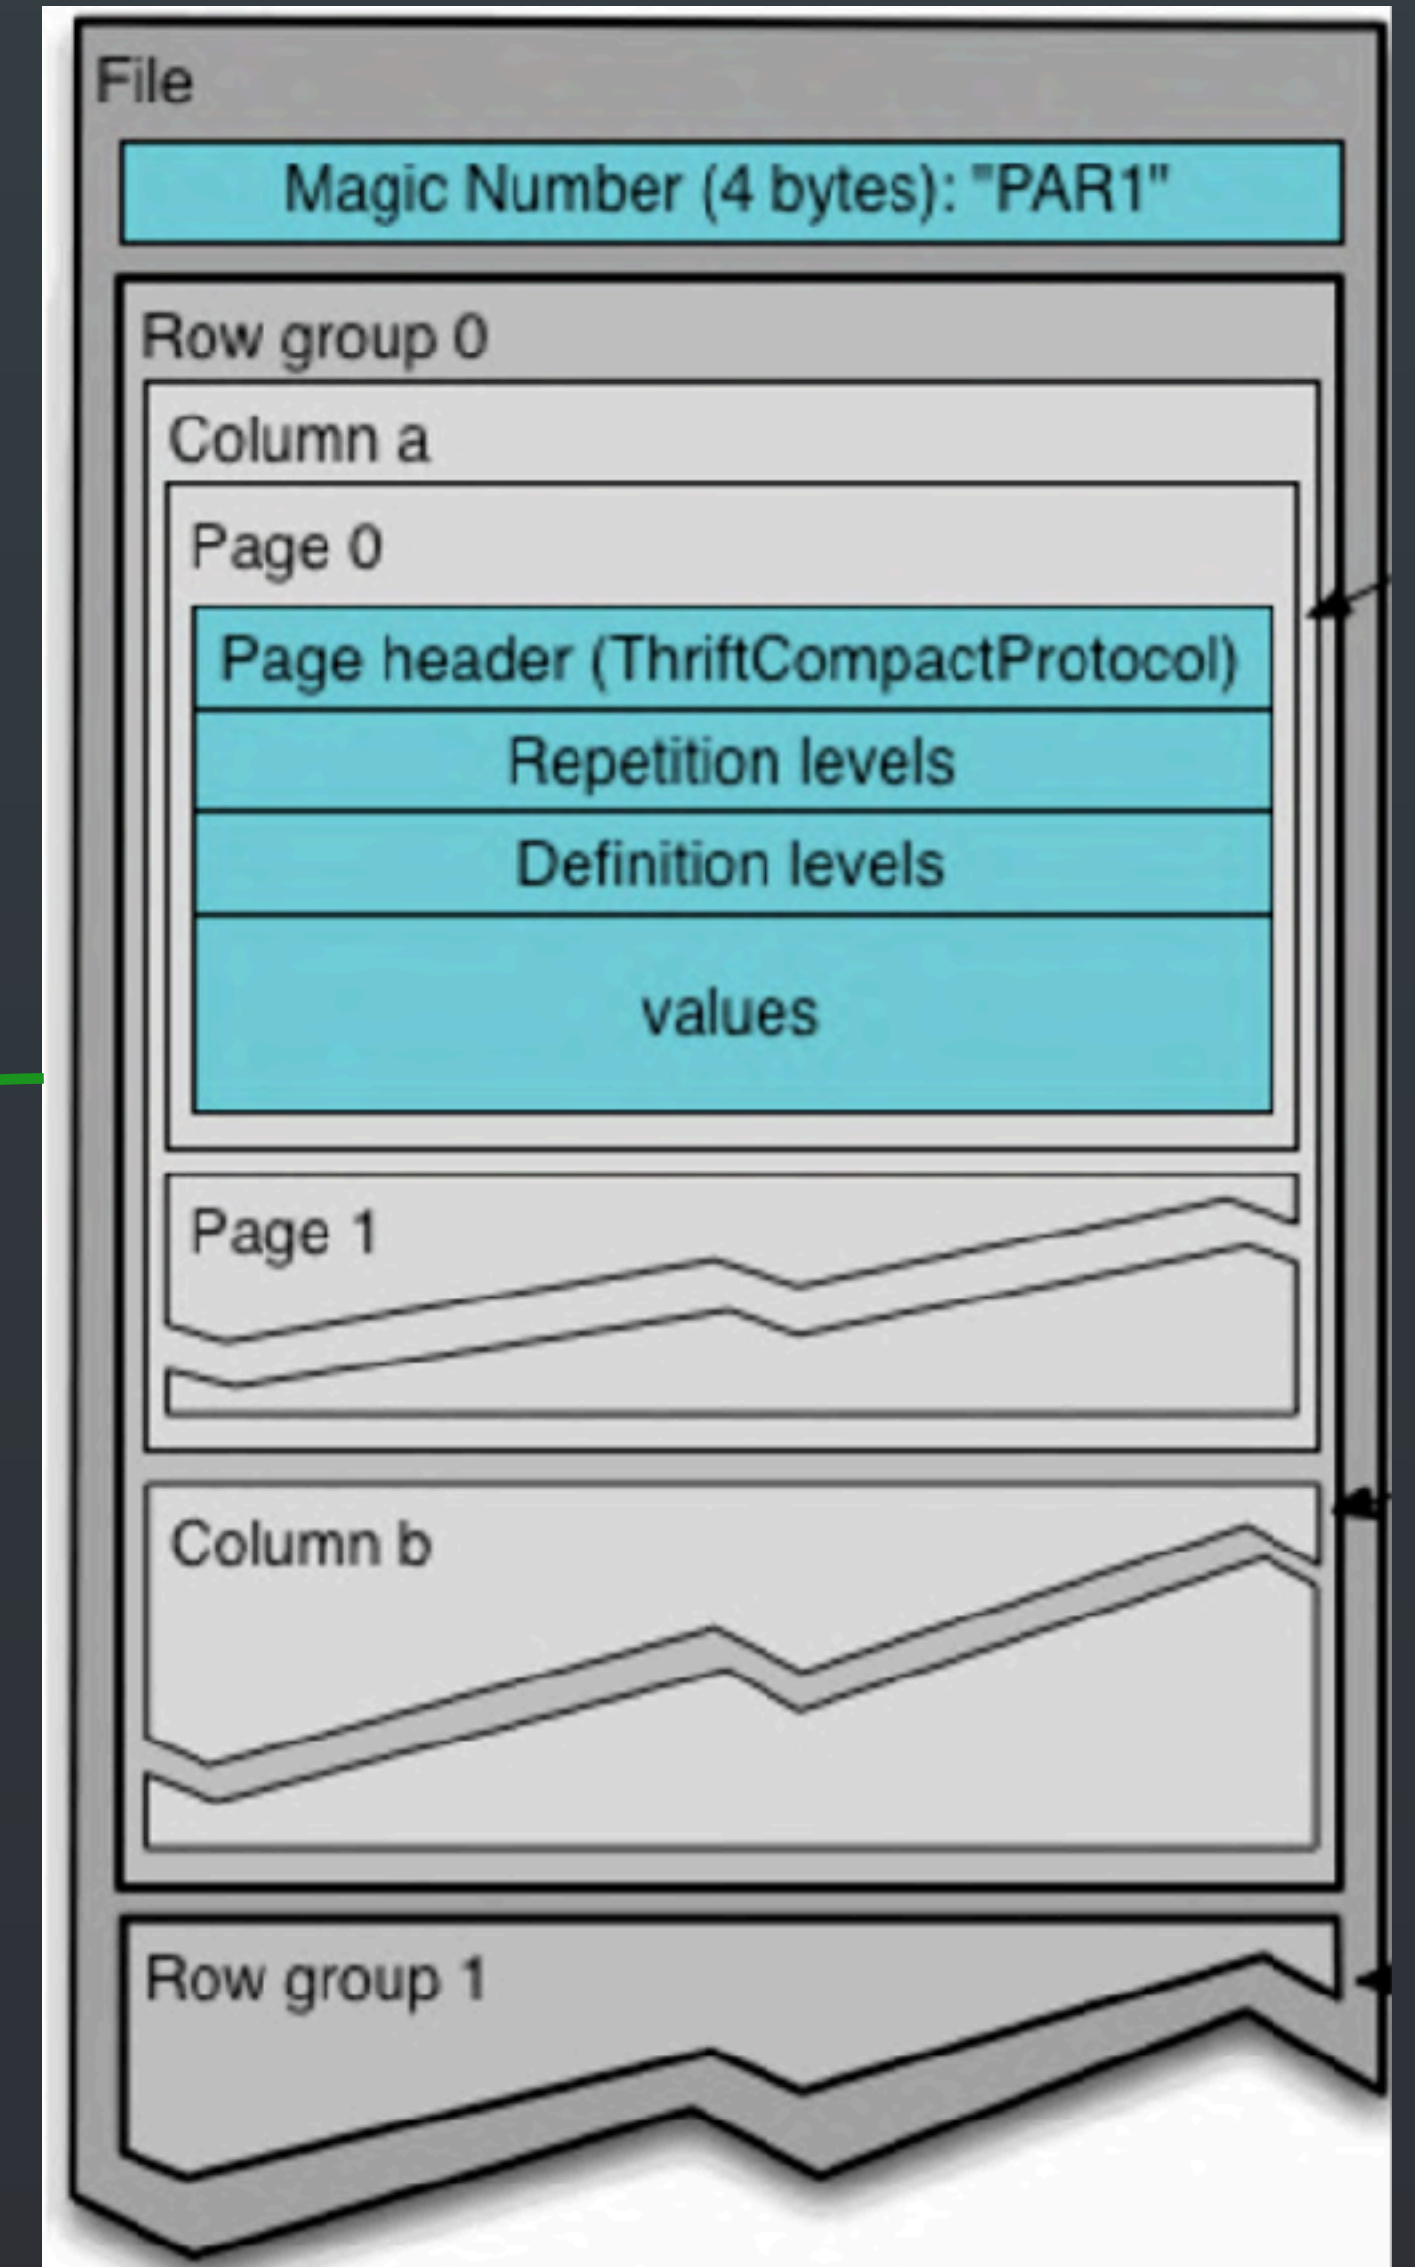 File
Magic Number (4 bytes): "PAR1"
Row group 0
Column a
Page 0
Page header (ThriftCompactProtocol)
Repetition levels
Definition levels
values
Page 1
Column b
Row group 1